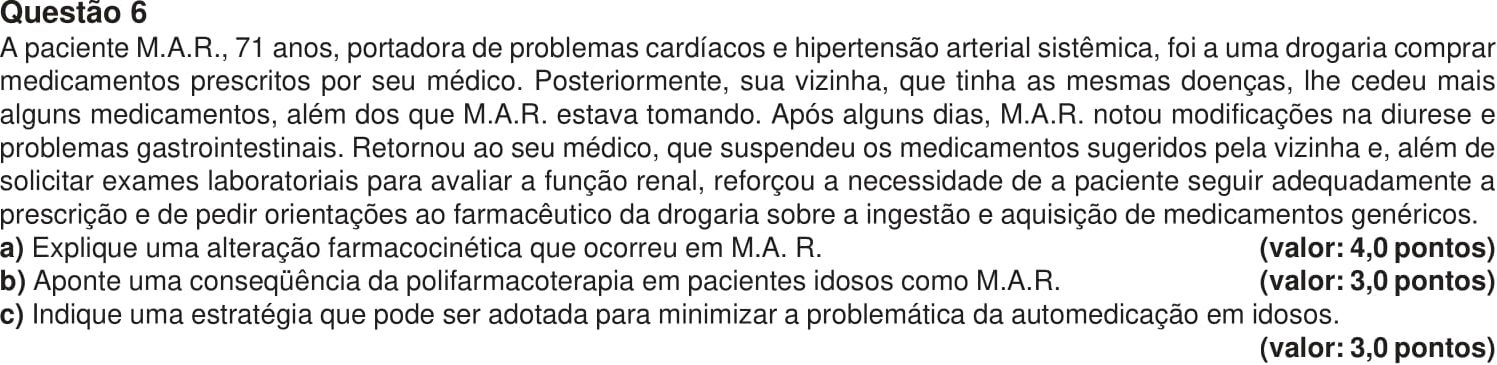 Questão 6
A paciente M.A.R., 71 anos, portadora de problemas cardíacos e hipertensão arterial sistêmica, foi a uma drogaria comprar
medicamentos prescritos por seu médico. Posteriormente, sua vizinha, que tinha as mesmas doenças, lhe cedeu mais
alguns medicamentos, além dos que M.A.R. estava tomando. Após alguns dias, M.A.R. notou modificações na diurese e
problemas gastrointestinais. Retornou ao seu médico, que suspendeu os medicamentos sugeridos pela vizinha e, além de
solicitar exames laboratoriais para avaliar a função renal, reforçou a necessidade de a paciente seguir adequadamente a
prescrição e de pedir orientações ao farmacêutico da drogaria sobre a ingestão e aquisição de medicamentos genéricos.
a) Explique uma alteração farmacocinética que ocorreu em M.A. R. (valor: 4,0 pontos)
b) Aponte uma conseqüência da polifarmacoterapia em pacientes idosos como M.A.R. (valor: 3,0 pontos)
c) Indique uma estratégia que pode ser adotada para minimizar a problemática da automedicação em idosos.
(valor: 3,0 pontos)